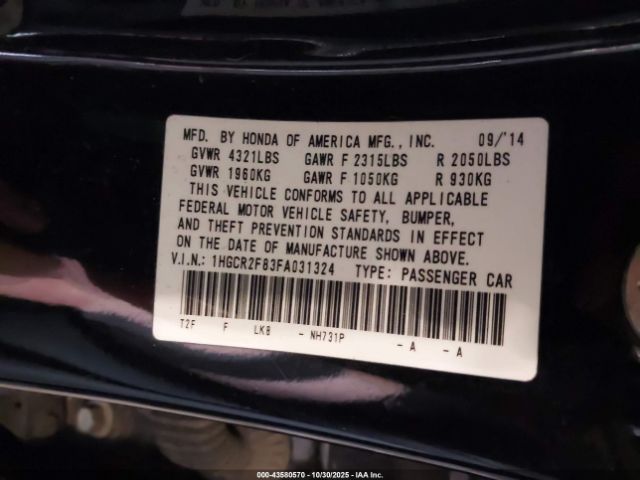 MFD. BY HONDA OF AMERICA MFG., INC. 09/'14
GVWR 4321LBS GAWR F 2315LBS R 2050LBS
GVWR 1960KG GAWR F 1050KG R 930KG
THIS VEHICLE CONFORMS TO ALL APPLICABLE
FEDERAL MOTOR VEHICLE SAFETY, BUMPER,
AND THEFT PREVENTION STANDARDS IN EFFECT
ON THE DATE OF MANUFACTURE SHOWN ABOVE.
V.I.N.: 1HGCR2F83FA031324 TYPE: PASSENGER CAR
T2F F LKB - NH731P - A - A
000-43580570 | 10/30/2025 | IAA Inc.